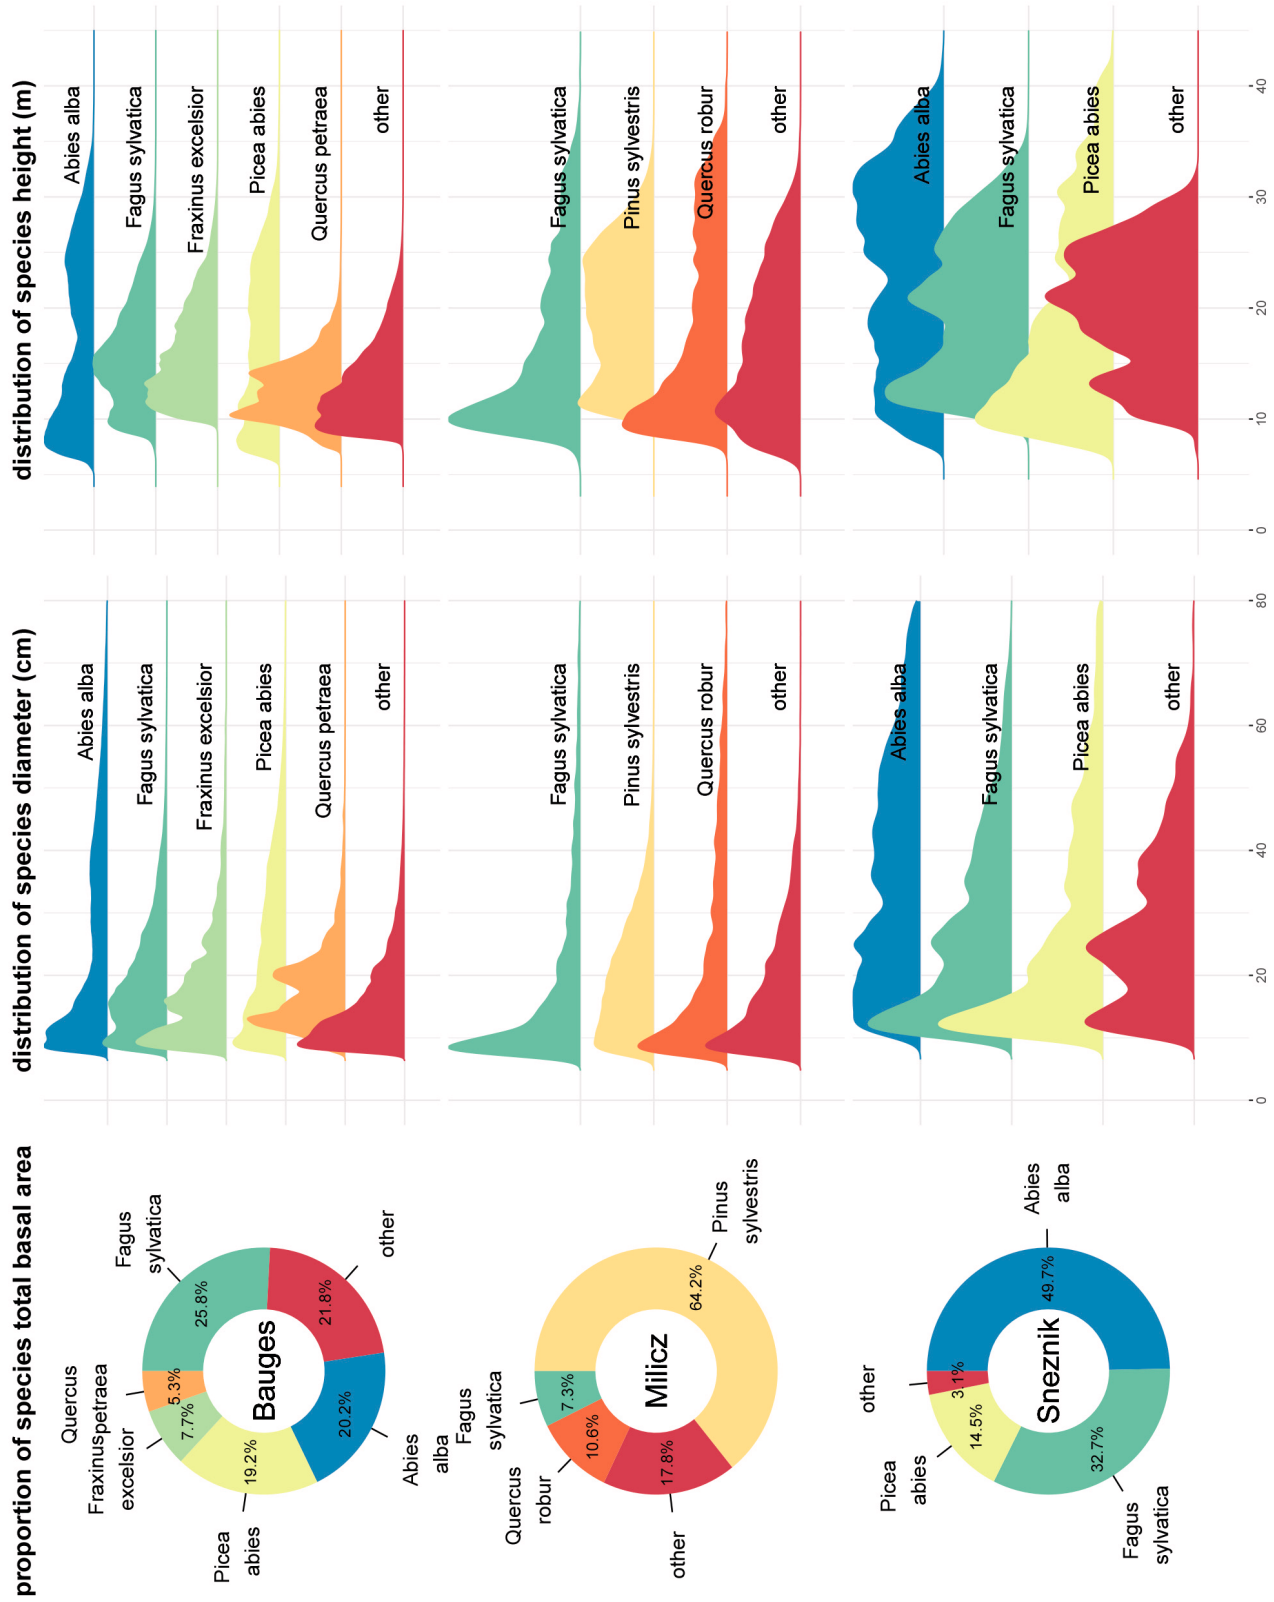 proportion of species total basal area
distribution of species diameter (cm)
distribution of species height (m)
Bauges
Fagus
sylvatica
25.8%
other
21.8%
Abies
alba
20.2%
Picea
abies
19.2%
Fraxinus
excelsior
7.7%
Quercus
petraea
5.3%
Abies alba
Fagus sylvatica
Fraxinus excelsior
Picea abies
Quercus petraea
other
Abies alba
Fagus sylvatica
Fraxinus excelsior
Picea abies
Quercus petraea
other
Milicz
Pinus
sylvestris
64.2%
other
17.8%
Quercus
robur
10.6%
Fagus
sylvatica
7.3%
Fagus sylvatica
Pinus sylvestris
Quercus robur
other
Fagus sylvatica
Pinus sylvestris
Quercus robur
other
Sneznik
Abies
alba
49.7%
Fagus
sylvatica
32.7%
Picea
abies
14.5%
other
3.1%
Abies alba
Fagus sylvatica
Picea abies
other
Abies alba
Fagus sylvatica
Picea abies
other
0 20 40 60 80
0 10 20 30 40